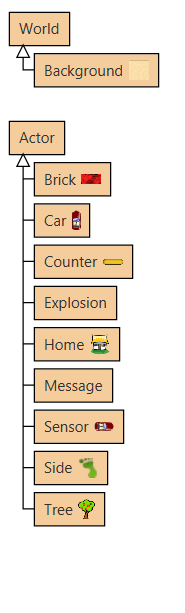 World
Background
Actor
Brick
Car
Counter
Explosion
Home
Message
Sensor
Side
Tree